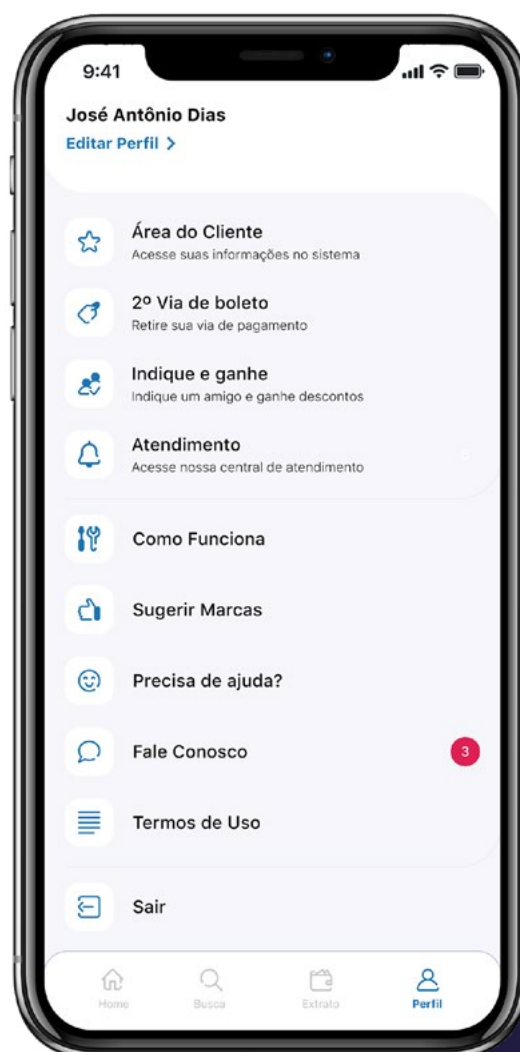 9:41
José Antônio Dias
Editar Perfil >
Área do Cliente
Acesse suas informações no sistema
2º Via de boleto
Retire sua via de pagamento
Indique e ganhe
Indique um amigo e ganhe descontos
Atendimento
Acesse nossa central de atendimento
Como Funciona
Sugerir Marcas
Precisa de ajuda?
Fale Conosco
3
Termos de Uso
Sair
Home
Busca
Extrato
Perfil